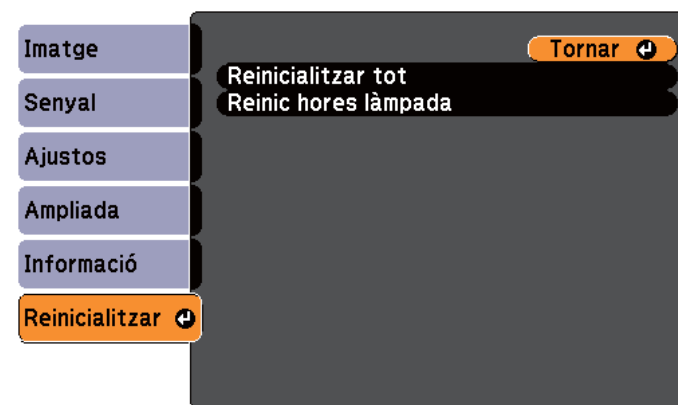 Imatge
Senyal
Ajustos
Ampliada
Informació
Reinicialitzar
Tornar
Reinicialitzar tot
Reinic hores làmpada